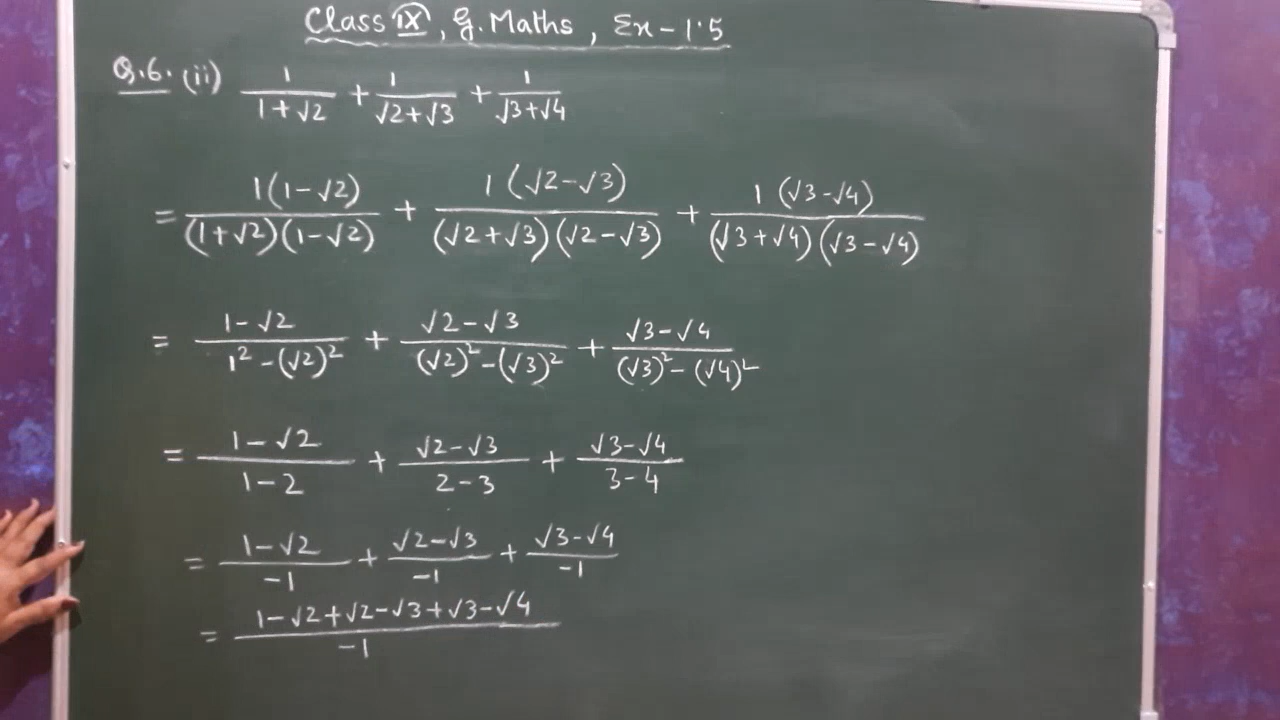 Class IX, G. Maths, Ex-1.5
Q.6. (ii) 1/(1+√2) + 1/(√2+√3) + 1/(√3+√4)
= 1(1-√2)/((1+√2)(1-√2)) + 1(√2-√3)/((√2+√3)(√2-√3)) + 1(√3-√4)/((√3+√4)(√3-√4))
= (1-√2)/(1²-(√2)²) + (√2-√3)/((√2)²-(√3)²) + (√3-√4)/((√3)²-(√4)²)
= (1-√2)/(1-2) + (√2-√3)/(2-3) + (√3-√4)/(3-4)
= (1-√2)/(-1) + (√2-√3)/(-1) + (√3-√4)/(-1)
= (1-√2+√2-√3+√3-√4)/(-1)